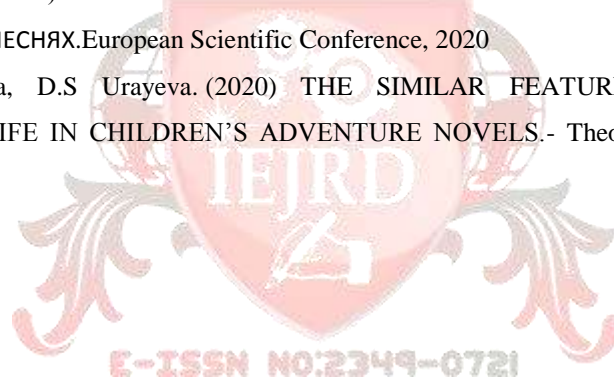 ПЕСНЯХ.European Scientific Conference, 2020
a, D.S Urayeva. (2020) THE SIMILAR FEATUR
IFE IN CHILDREN'S ADVENTURE NOVELS.- Theo
IEJRD
E-ISSN NO:2349-0721